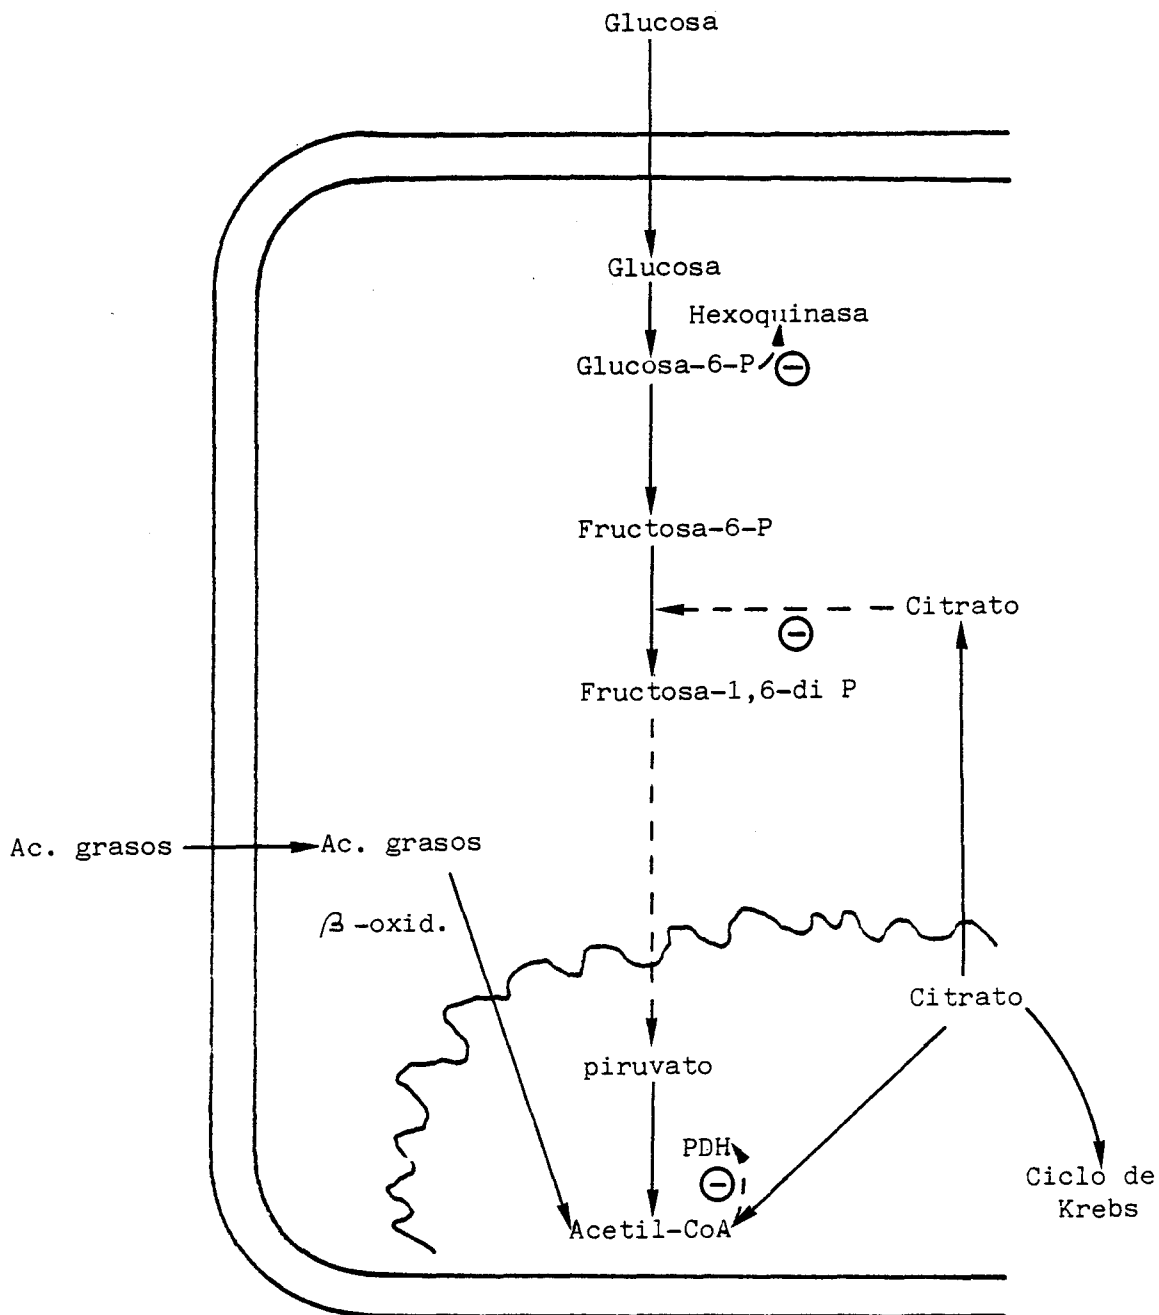 Glucosa
Glucosa
Hexoquinasa
Glucosa-6-P
Fructosa-6-P
Citrato
Fructosa-1,6-di P
Ac. grasos
Ac. grasos
β-oxid.
Citrato
piruvato
PDH
Ciclo de
Krebs
Acetil-CoA